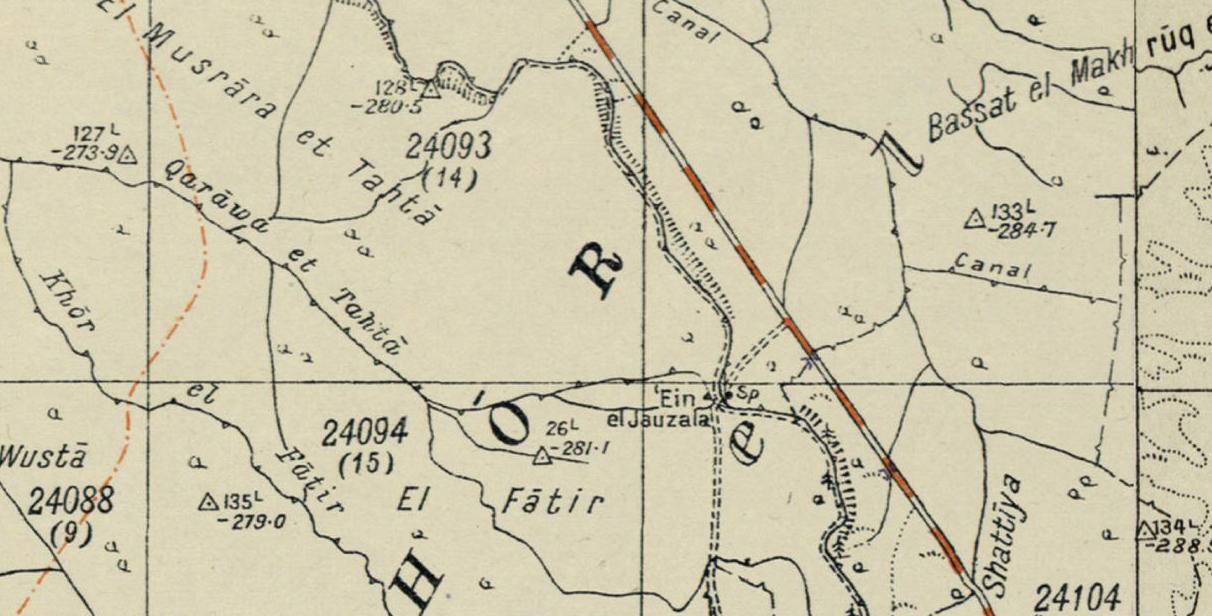 El Musrāra et Tahtā
Canal
rūq e
Bassat el Makh
128ᴸ
-280·5
24093
(14)
127ᴸ
-273·9
Qarāwa et Tahtā
133ᴸ
-284·7
Canal
R
Khōr el Fātir
'Ein
el Jauzala
Sp
Ō
26ᴸ
-281·1
24094
(15)
Wustā
24088
(9)
135ᴸ
-279·0
El Fātir
H
Shattīya
134ᴸ
-288·
24104